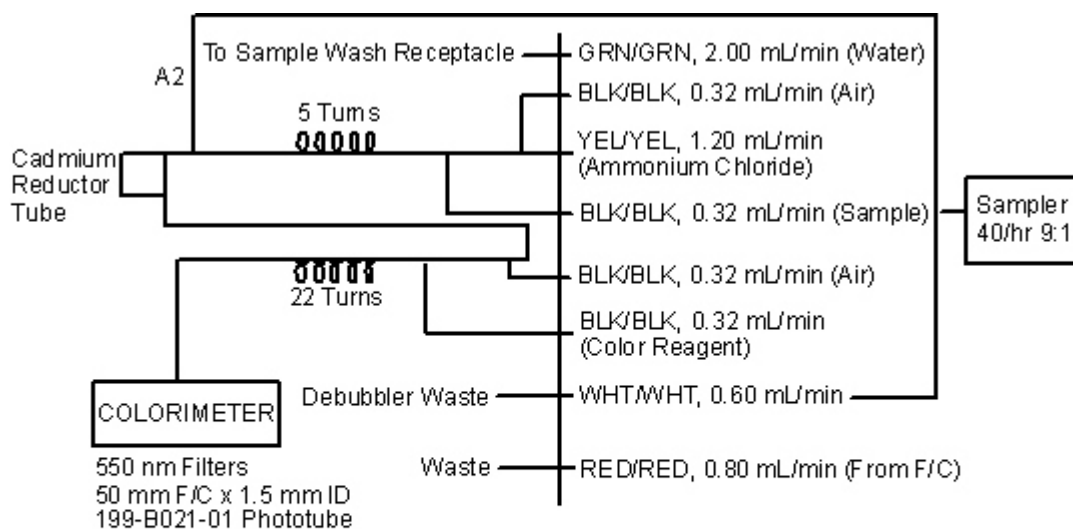 To Sample Wash Receptacle
GRN/GRN, 2.00 mL/min (Water)
A2
BLK/BLK, 0.32 mL/min (Air)
5 Turns
YEL/YEL, 1.20 mL/min
(Ammonium Chloride)
Cadmium
Reductor
Tube
BLK/BLK, 0.32 mL/min (Sample)
Sampler
40/hr 9:1
BLK/BLK, 0.32 mL/min (Air)
22 Turns
BLK/BLK, 0.32 mL/min
(Color Reagent)
Debubbler Waste
WHT/WHT, 0.60 mL/min
COLORIMETER
550 nm Filters
50 mm F/C x 1.5 mm ID
199-B021-01 Phototube
Waste
RED/RED, 0.80 mL/min (From F/C)